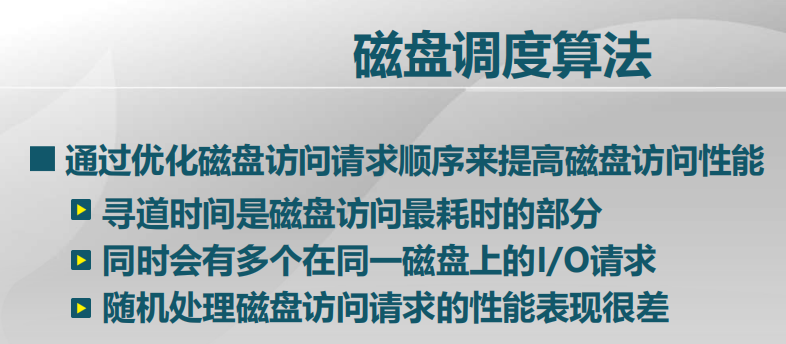 磁盘调度算法
通过优化磁盘访问请求顺序来提高磁盘访问性能
寻道时间是磁盘访问最耗时的部分
同时会有多个在同一磁盘上的I/O请求
随机处理磁盘访问请求的性能表现很差